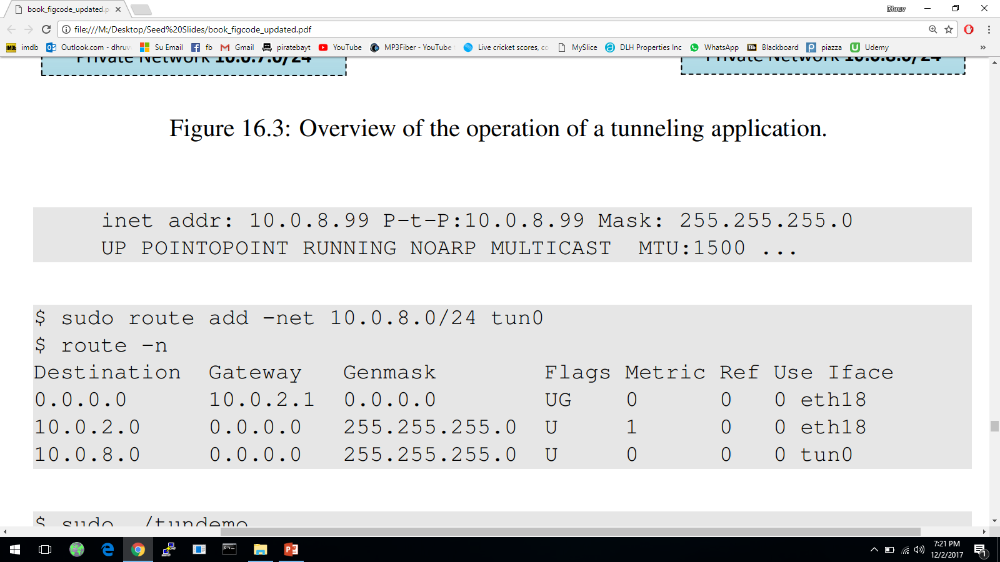 book_figcode_updated.p
Dhruv
file:///M:/Desktop/Seed%20Slides/book_figcode_updated.pdf
imdb Outlook.com - dhruv Su Email fb Gmail piratebayt YouTube MP3Fiber - YouTube Live cricket scores, co MySlice DLH Properties Inc WhatsApp Blackboard piazza Udemy »
Private Network 10.0.7.0/24
Private Network 10.0.8.0/24
Figure 16.3: Overview of the operation of a tunneling application.
inet addr: 10.0.8.99 P-t-P:10.0.8.99 Mask: 255.255.255.0
UP POINTOPOINT RUNNING NOARP MULTICAST MTU:1500 ...
$ sudo route add -net 10.0.8.0/24 tun0
$ route -n
Destination Gateway Genmask Flags Metric Ref Use Iface
0.0.0.0 10.0.2.1 0.0.0.0 UG 0 0 0 eth18
10.0.2.0 0.0.0.0 255.255.255.0 U 1 0 0 eth18
10.0.8.0 0.0.0.0 255.255.255.0 U 0 0 0 tun0
$ sudo ./tundemo
7:21 PM
12/2/2017
1